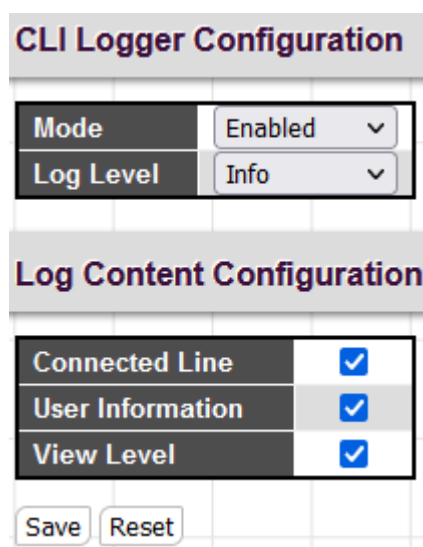 CLI Logger Configuration
Mode Enabled
Log Level Info
Log Content Configuration
Connected Line
User Information
View Level
Save Reset